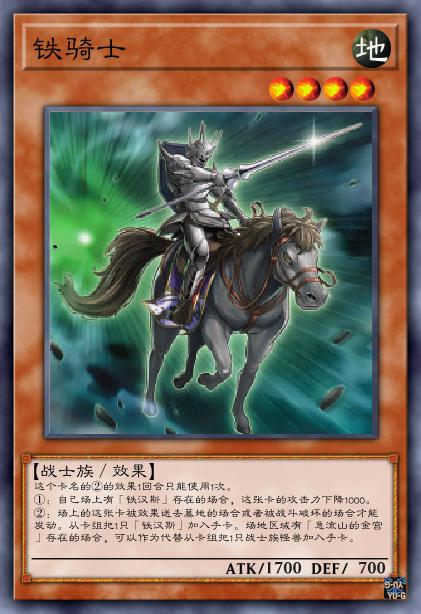 铁骑士
地
【战士族/效果】
这个卡名的②的效果1回合只能使用1次。
①：自己场上有「铁汉斯」存在的场合，这张卡的攻击力下降1000。
②：场上的这张卡被效果送去墓地的场合或者被战斗破坏的场合才能
发动。从卡组把1只「铁汉斯」加入手卡。场地区域有「急流山的金宫
」存在的场合，可以作为代替从卡组把1只战士族怪兽加入手卡。
ATK/1700 DEF/ 700
YU-G